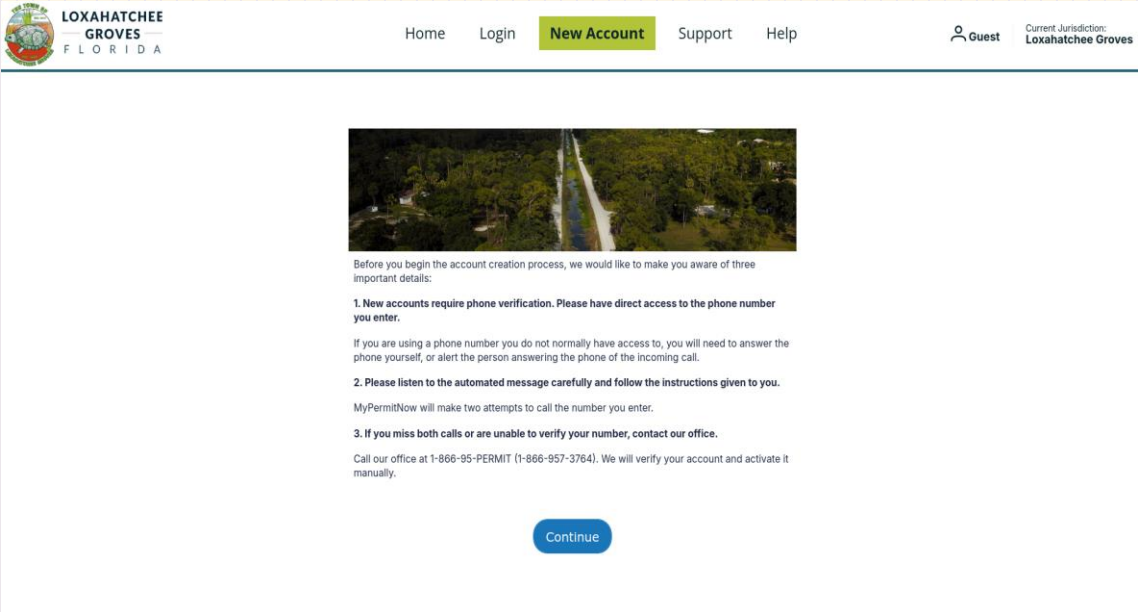 LOXAHATCHEE
GROVES
FLORIDA
Home
Login
New Account
Support
Help
Guest
Current Jurisdiction:
Loxahatchee Groves
Before you begin the account creation process, we would like to make you aware of three
important details:
1. New accounts require phone verification. Please have direct access to the phone number
you enter.
If you are using a phone number you do not normally have access to, you will need to answer the
phone yourself, or alert the person answering the phone of the incoming call.
2. Please listen to the automated message carefully and follow the instructions given to you.
MyPermitNow will make two attempts to call the number you enter.
3. If you miss both calls or are unable to verify your number, contact our office.
Call our office at 1-866-95-PERMIT (1-866-957-3764). We will verify your account and activate it
manually.
Continue